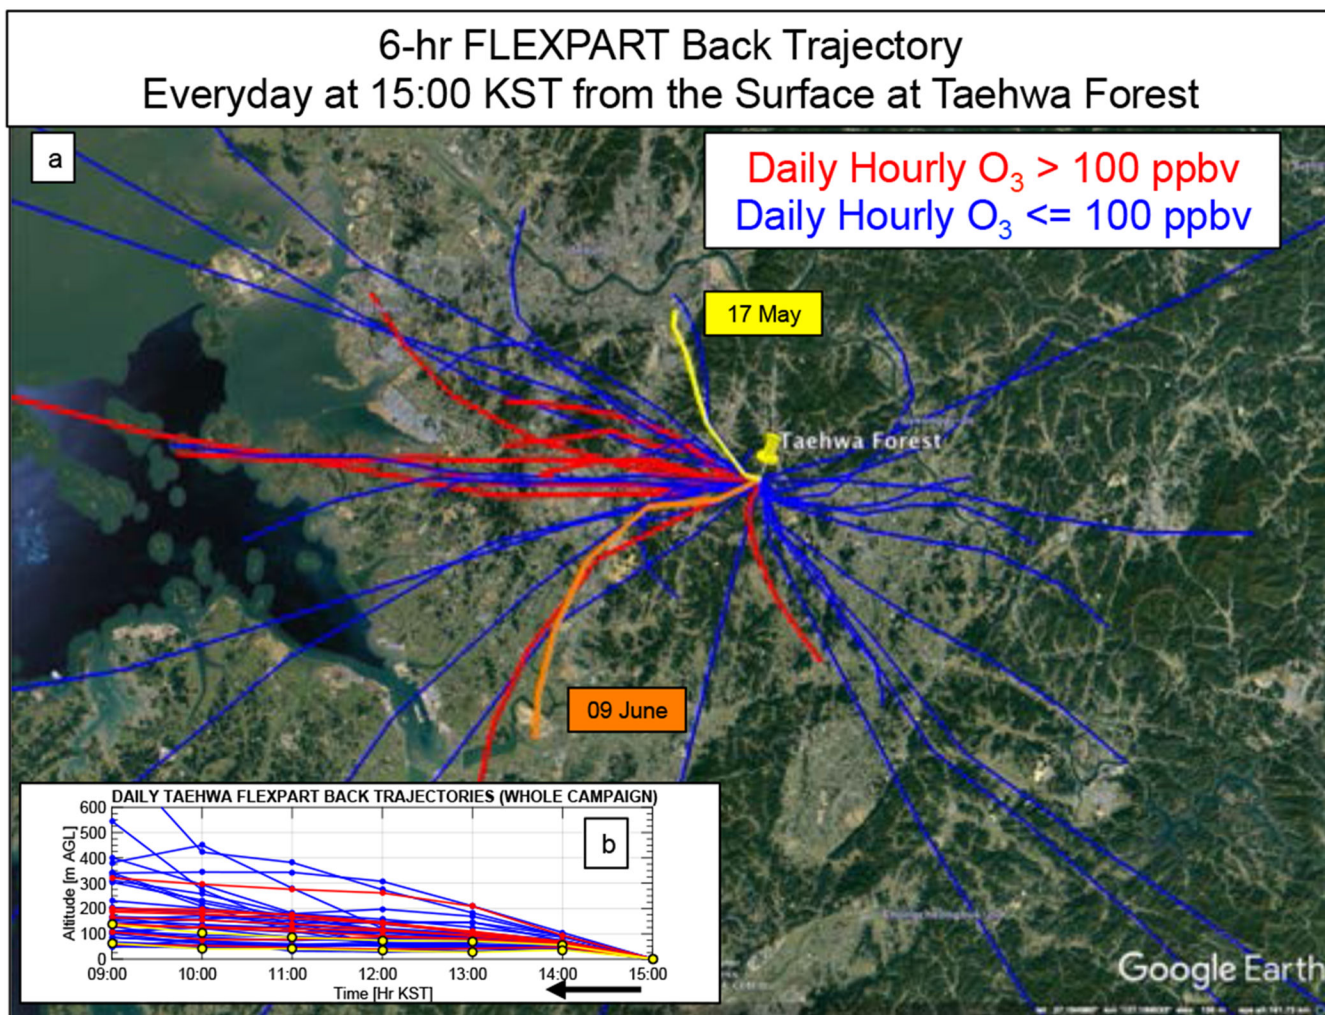 6-hr FLEXPART Back Trajectory
Everyday at 15:00 KST from the Surface at Taehwa Forest
a
Daily Hourly O₃ > 100 ppbv
Daily Hourly O₃ <= 100 ppbv
17 May
Taehwa Forest
09 June
DAILY TAEHWA FLEXPART BACK TRAJECTORIES (WHOLE CAMPAIGN)
b
Altitude [m AGL]
600
500
400
300
200
100
0
09:00 10:00 11:00 12:00 13:00 14:00 15:00
Time [Hr KST]
Google Earth